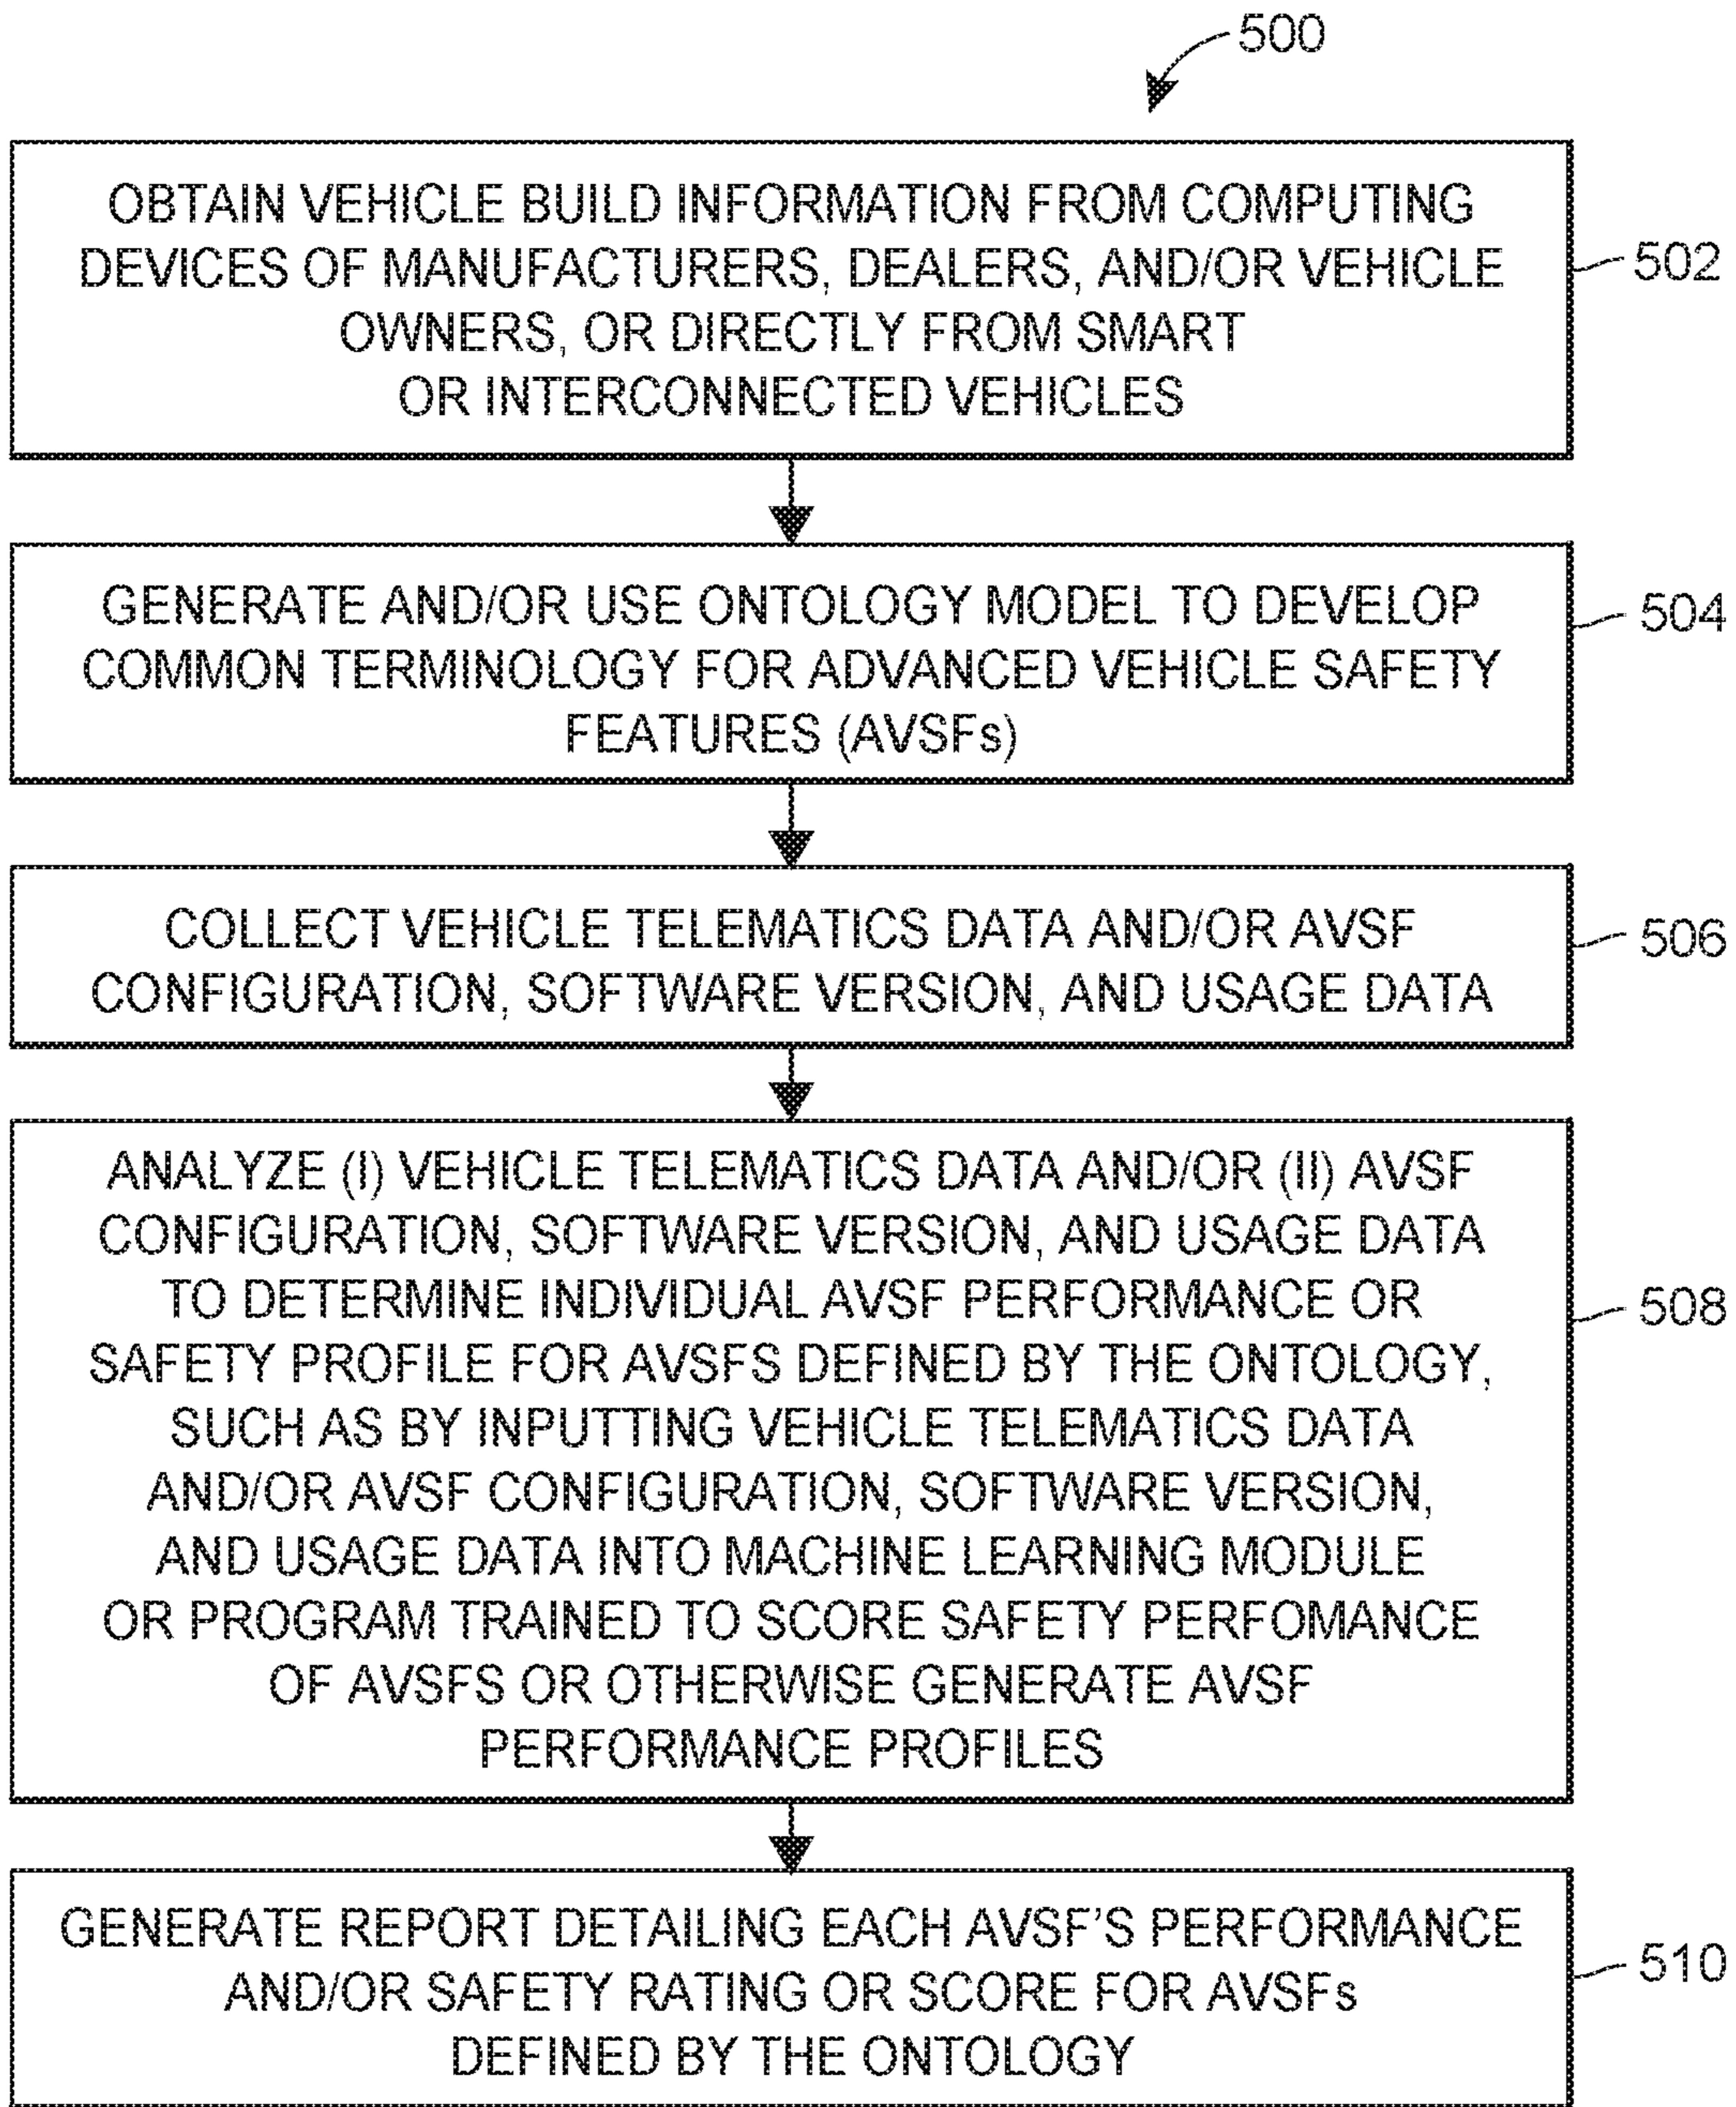 500
OBTAIN VEHICLE BUILD INFORMATION FROM COMPUTING
DEVICES OF MANUFACTURERS, DEALERS, AND/OR VEHICLE
OWNERS, OR DIRECTLY FROM SMART
OR INTERCONNECTED VEHICLES
502
GENERATE AND/OR USE ONTOLOGY MODEL TO DEVELOP
COMMON TERMINOLOGY FOR ADVANCED VEHICLE SAFETY
FEATURES (AVSFs)
504
COLLECT VEHICLE TELEMATICS DATA AND/OR AVSF
CONFIGURATION, SOFTWARE VERSION, AND USAGE DATA
506
ANALYZE (I) VEHICLE TELEMATICS DATA AND/OR (II) AVSF
CONFIGURATION, SOFTWARE VERSION, AND USAGE DATA
TO DETERMINE INDIVIDUAL AVSF PERFORMANCE OR
SAFETY PROFILE FOR AVSFS DEFINED BY THE ONTOLOGY,
SUCH AS BY INPUTTING VEHICLE TELEMATICS DATA
AND/OR AVSF CONFIGURATION, SOFTWARE VERSION,
AND USAGE DATA INTO MACHINE LEARNING MODULE
OR PROGRAM TRAINED TO SCORE SAFETY PERFOMANCE
OF AVSFS OR OTHERWISE GENERATE AVSF
PERFORMANCE PROFILES
508
GENERATE REPORT DETAILING EACH AVSF'S PERFORMANCE
AND/OR SAFETY RATING OR SCORE FOR AVSFs
DEFINED BY THE ONTOLOGY
510